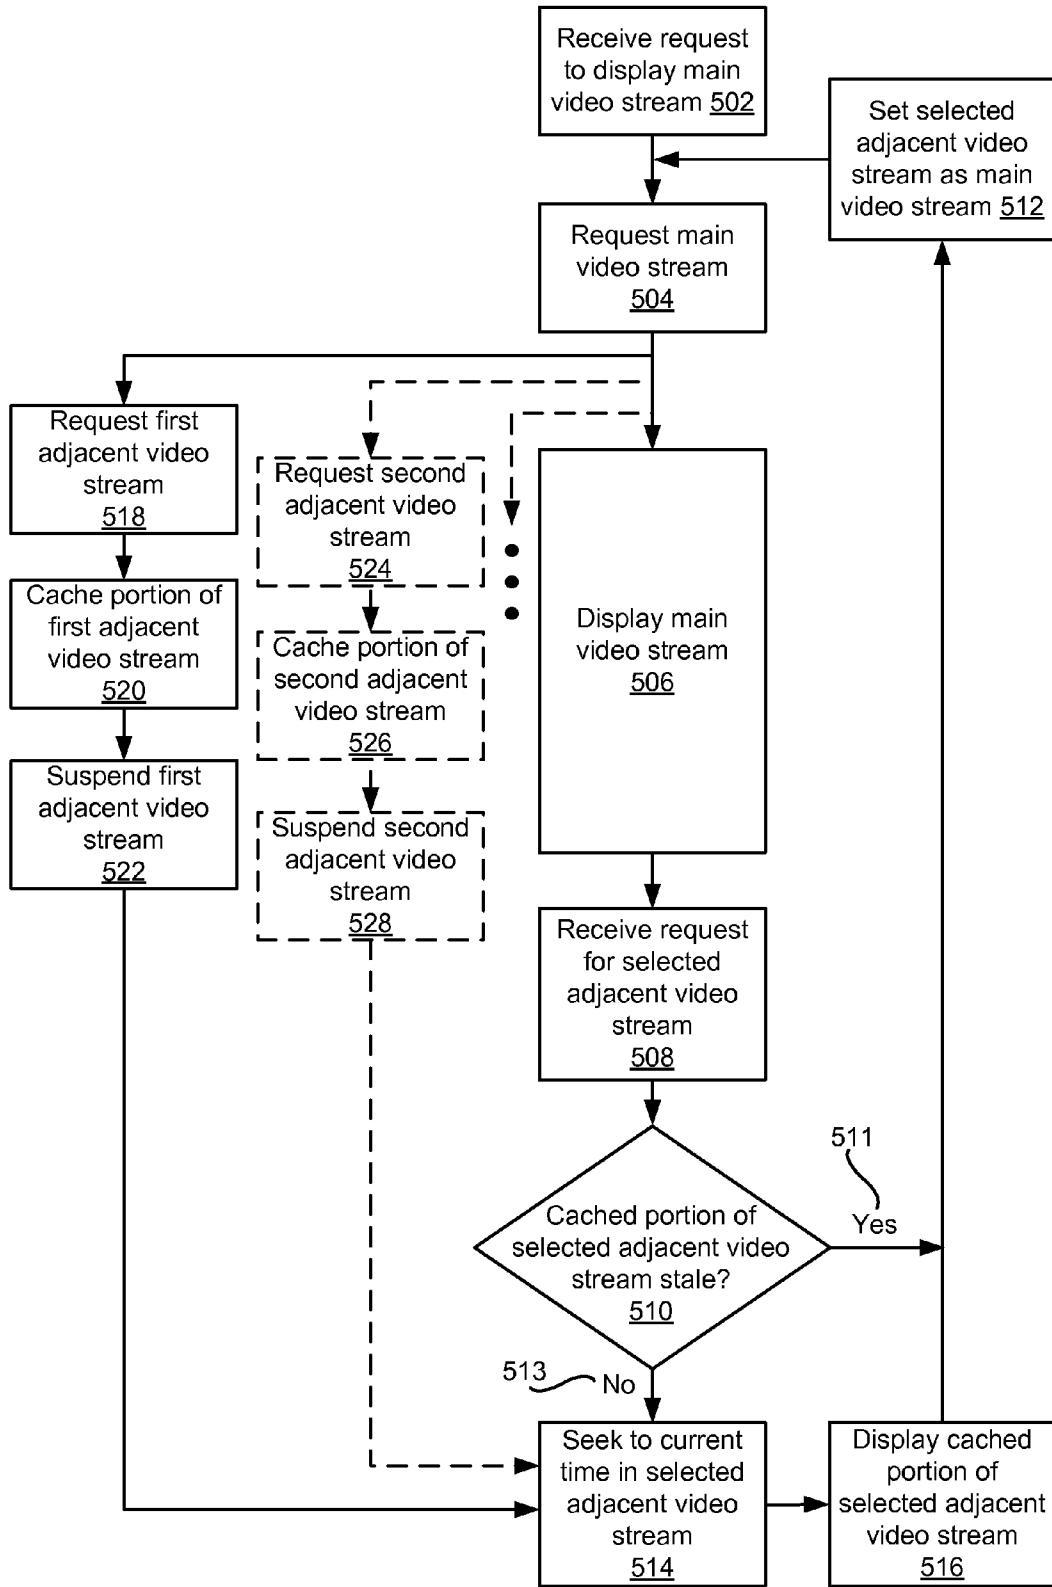 Receive request
to display main
video stream 502
Set selected
adjacent video
stream as main
video stream 512
Request main
video stream
504
Request first
adjacent video
stream
518
Request second
adjacent video
stream
524
Cache portion of
first adjacent
video stream
520
Cache portion of
second adjacent
video stream
526
Display main
video stream
506
Suspend first
adjacent video
stream
522
Suspend second
adjacent video
stream
528
Receive request
for selected
adjacent video
stream
508
511
Yes
Cached portion of
selected adjacent video
stream stale?
510
513
No
Seek to current
time in selected
adjacent video
stream
514
Display cached
portion of
selected adjacent
video stream
516